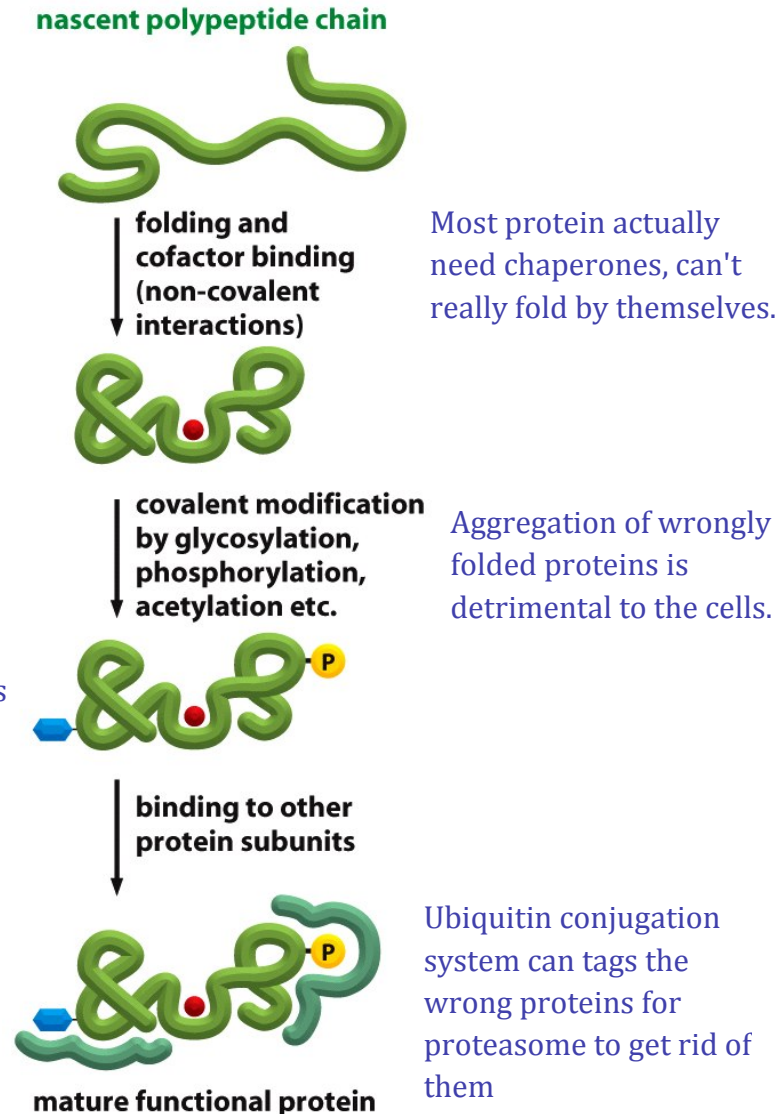 nascent polypeptide chain
folding and
cofactor binding
(non-covalent
interactions)
Most protein actually
need chaperones, can't
really fold by themselves.
covalent modification
by glycosylation,
phosphorylation,
acetylation etc.
Aggregation of wrongly
folded proteins is
detrimental to the cells.
P
s
binding to other
protein subunits
P
Ubiquitin conjugation
system can tags the
wrong proteins for
proteasome to get rid of
them
mature functional protein